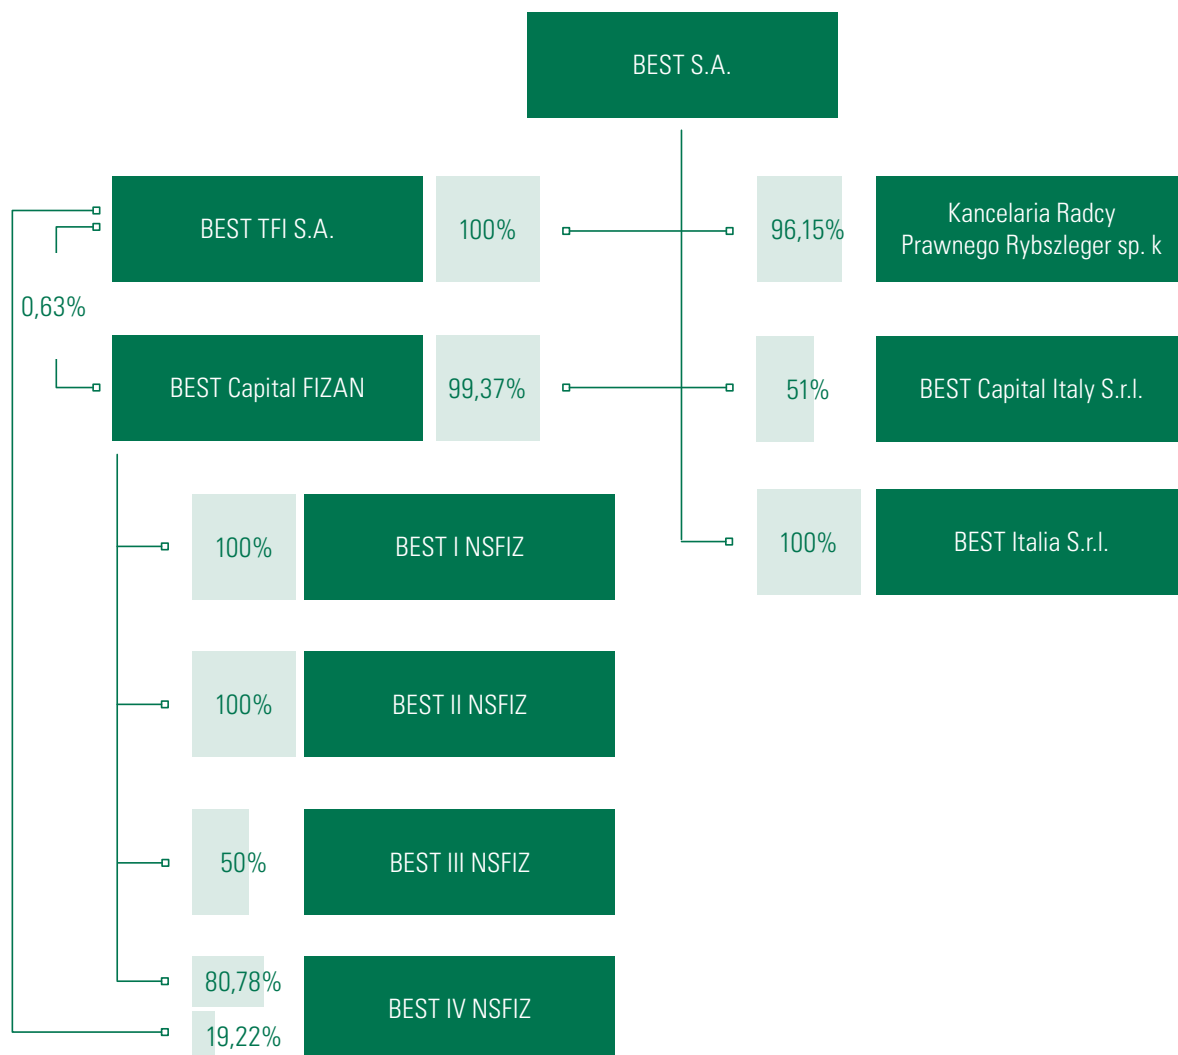 BEST S.A.
BEST TFI S.A.
100%
96,15%
Kancelaria Radcy
Prawnego Rybszleger sp. k
0,63%
BEST Capital FIZAN
99,37%
51%
BEST Capital Italy S.r.l.
100%
BEST I NSFIZ
100%
BEST Italia S.r.l.
100%
BEST II NSFIZ
50%
BEST III NSFIZ
80,78%
BEST IV NSFIZ
19,22%